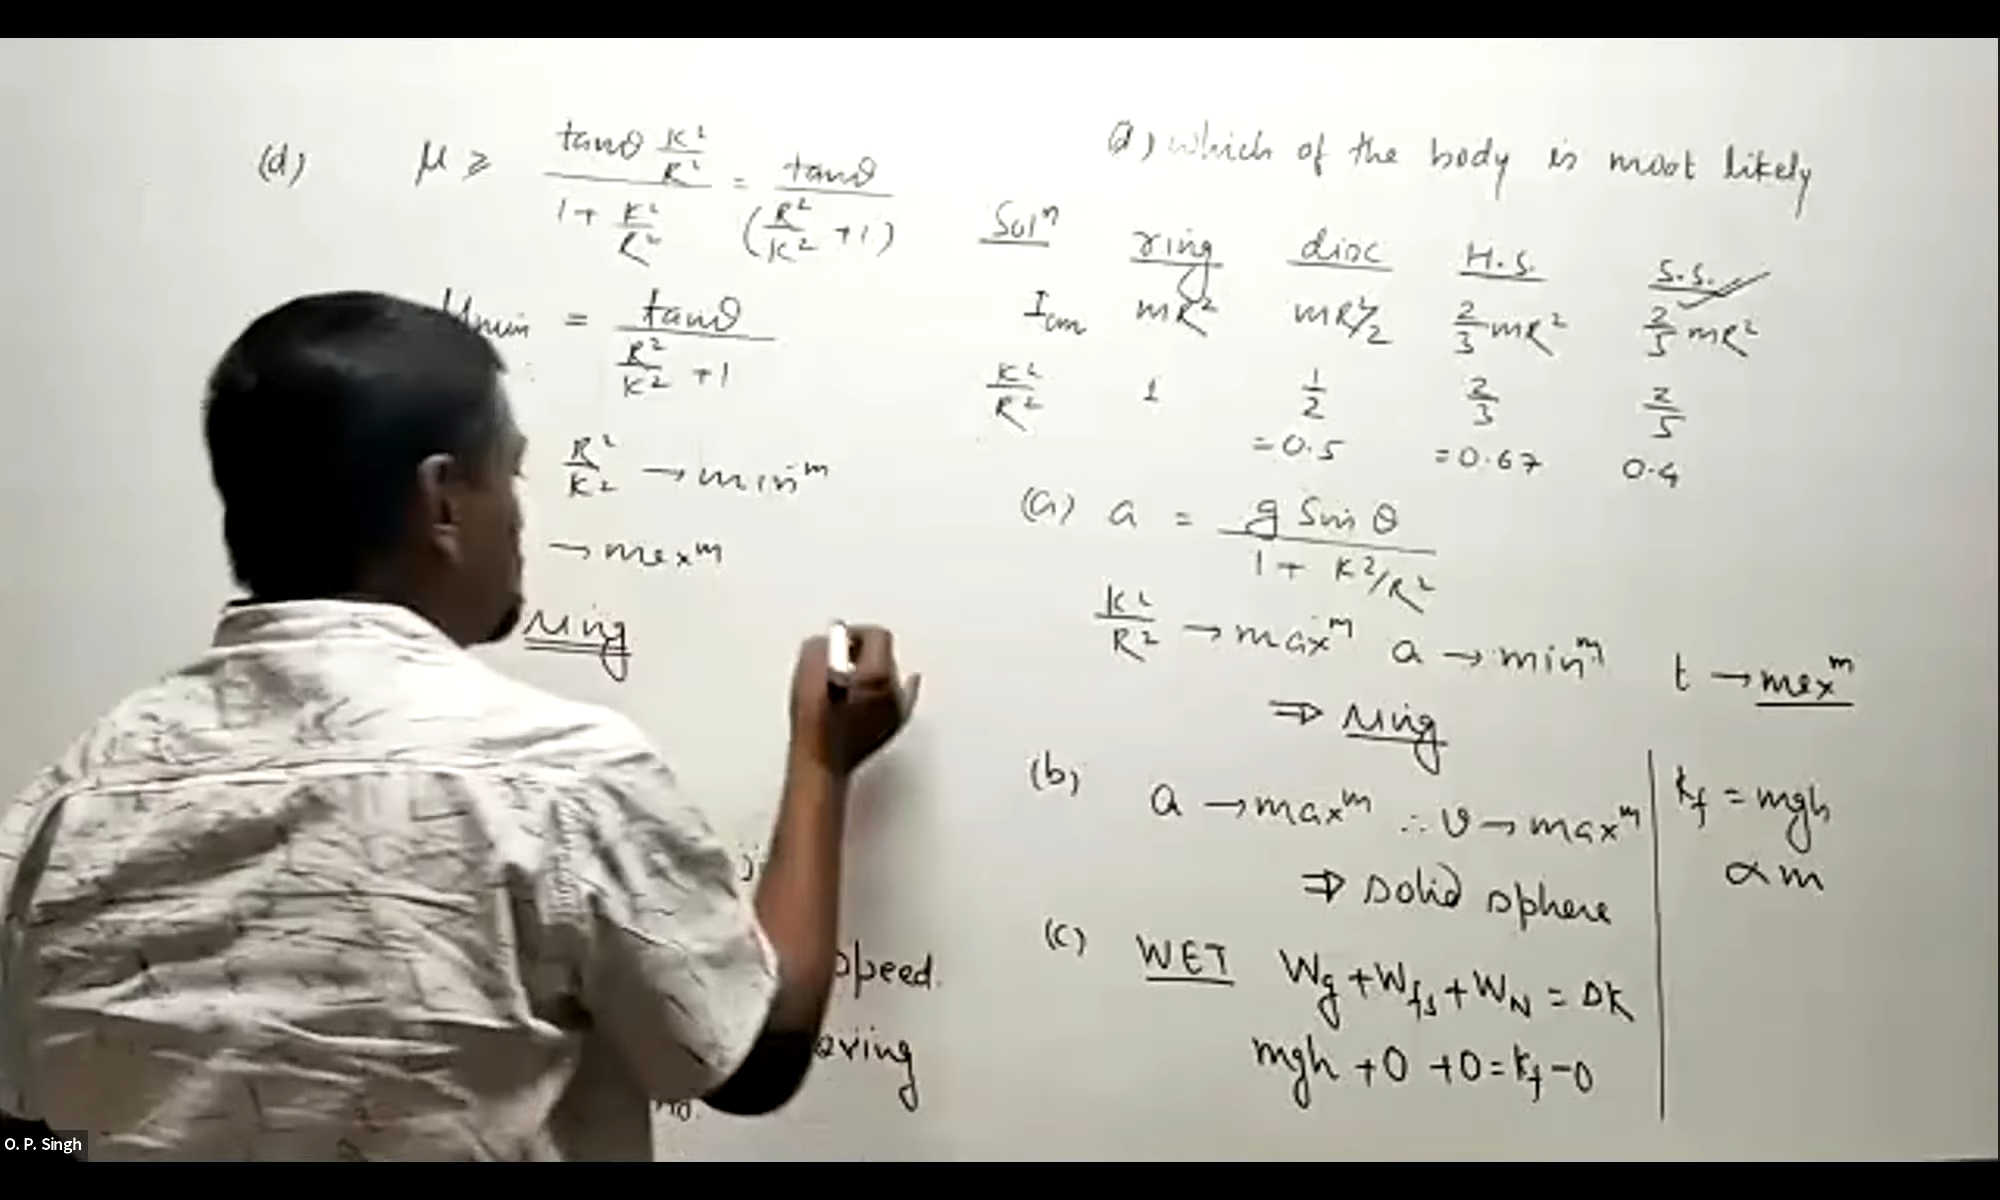 (d) μ ⩾ tanθ K²/R² / 1 + K²/R² = tanθ / (R²/K² + 1)
μmin = tanθ / R²/K² + 1
R²/K² → minᵐ
→ mexᵐ
ring
speed.
d) which of the body is most likely
Solⁿ ring disc H.S. S.S. ✓
Icm mR² mR²/2 2/3 mR² 2/5 mR²
K²/R² 1 1/2 2/3 2/5
= 0.5 = 0.67 0.4
(a) a = g Sin θ / 1 + K²/R²
K²/R² → maxᵐ a → minᵐ t → mexᵐ
⇒ ring
(b) a → maxᵐ ∴ v → maxᵐ
⇒ solid sphere
kf = mgh
∝ m
(c) WET Wg + Wfs + WN = ΔK
mgh + 0 + 0 = kf - 0
O. P. Singh